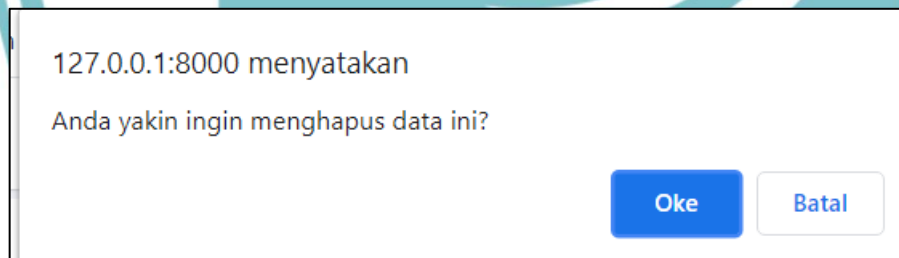 127.0.0.1:8000 menyatakan
Anda yakin ingin menghapus data ini?
Oke Batal